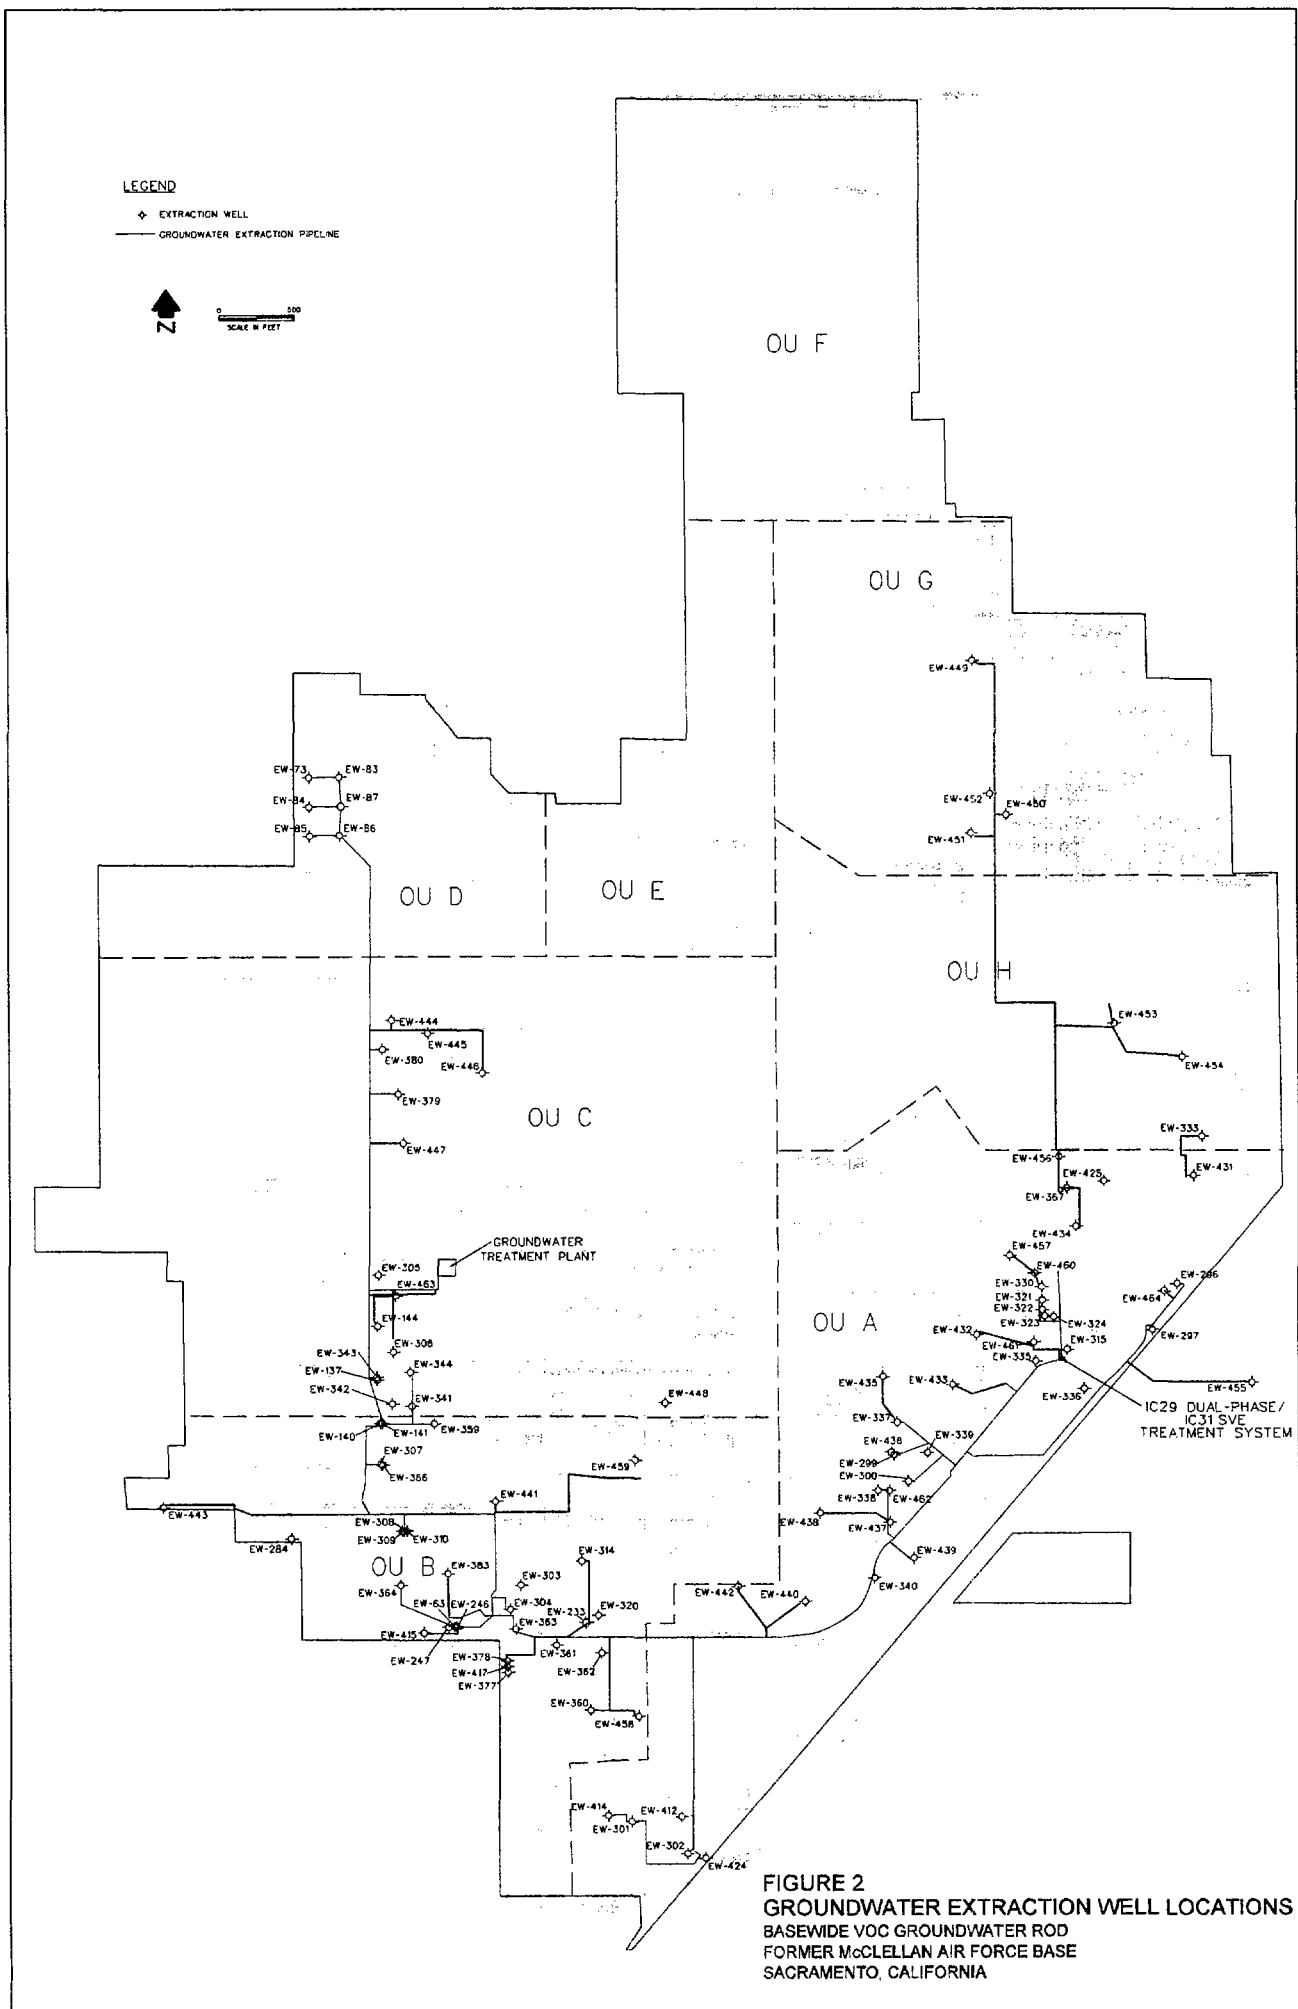 LEGEND
EXTRACTION WELL
GROUNDWATER EXTRACTION PIPELINE
N
0 500
SCALE IN FEET
OU F
OU G
EW-449
EW-73
EW-83
EW-84
EW-87
EW-85
EW-86
EW-452
EW-450
EW-451
OU D
OU E
OU H
EW-444
EW-445
EW-380
EW-446
EW-379
EW-447
OU C
EW-453
EW-454
EW-333
EW-431
EW-456
EW-425
EW-367
EW-434
GROUNDWATER
TREATMENT PLANT
EW-305
EW-463
EW-144
EW-306
EW-343
EW-137
EW-344
EW-342
EW-341
EW-140
EW-141
EW-359
EW-307
EW-366
EW-448
EW-459
EW-457
EW-460
EW-330
EW-321
EW-322
EW-323
EW-324
EW-296
EW-464
EW-297
OU A
EW-432
EW-461
EW-315
EW-335
EW-435
EW-433
EW-336
EW-455
IC29 DUAL-PHASE/
IC31 SVE
TREATMENT SYSTEM
EW-337
EW-436
EW-339
EW-299
EW-300
EW-338
EW-462
EW-438
EW-437
EW-439
EW-340
EW-443
EW-441
EW-284
EW-308
EW-309
EW-310
OU B
EW-383
EW-364
EW-303
EW-314
EW-63
EW-246
EW-304
EW-233
EW-320
EW-442
EW-440
EW-415
EW-247
EW-363
EW-361
EW-378
EW-417
EW-377
EW-362
EW-360
EW-458
EW-414
EW-301
EW-412
EW-302
EW-424
FIGURE 2
GROUNDWATER EXTRACTION WELL LOCATIONS
BASEWIDE VOC GROUNDWATER ROD
FORMER McCLELLAN AIR FORCE BASE
SACRAMENTO, CALIFORNIA